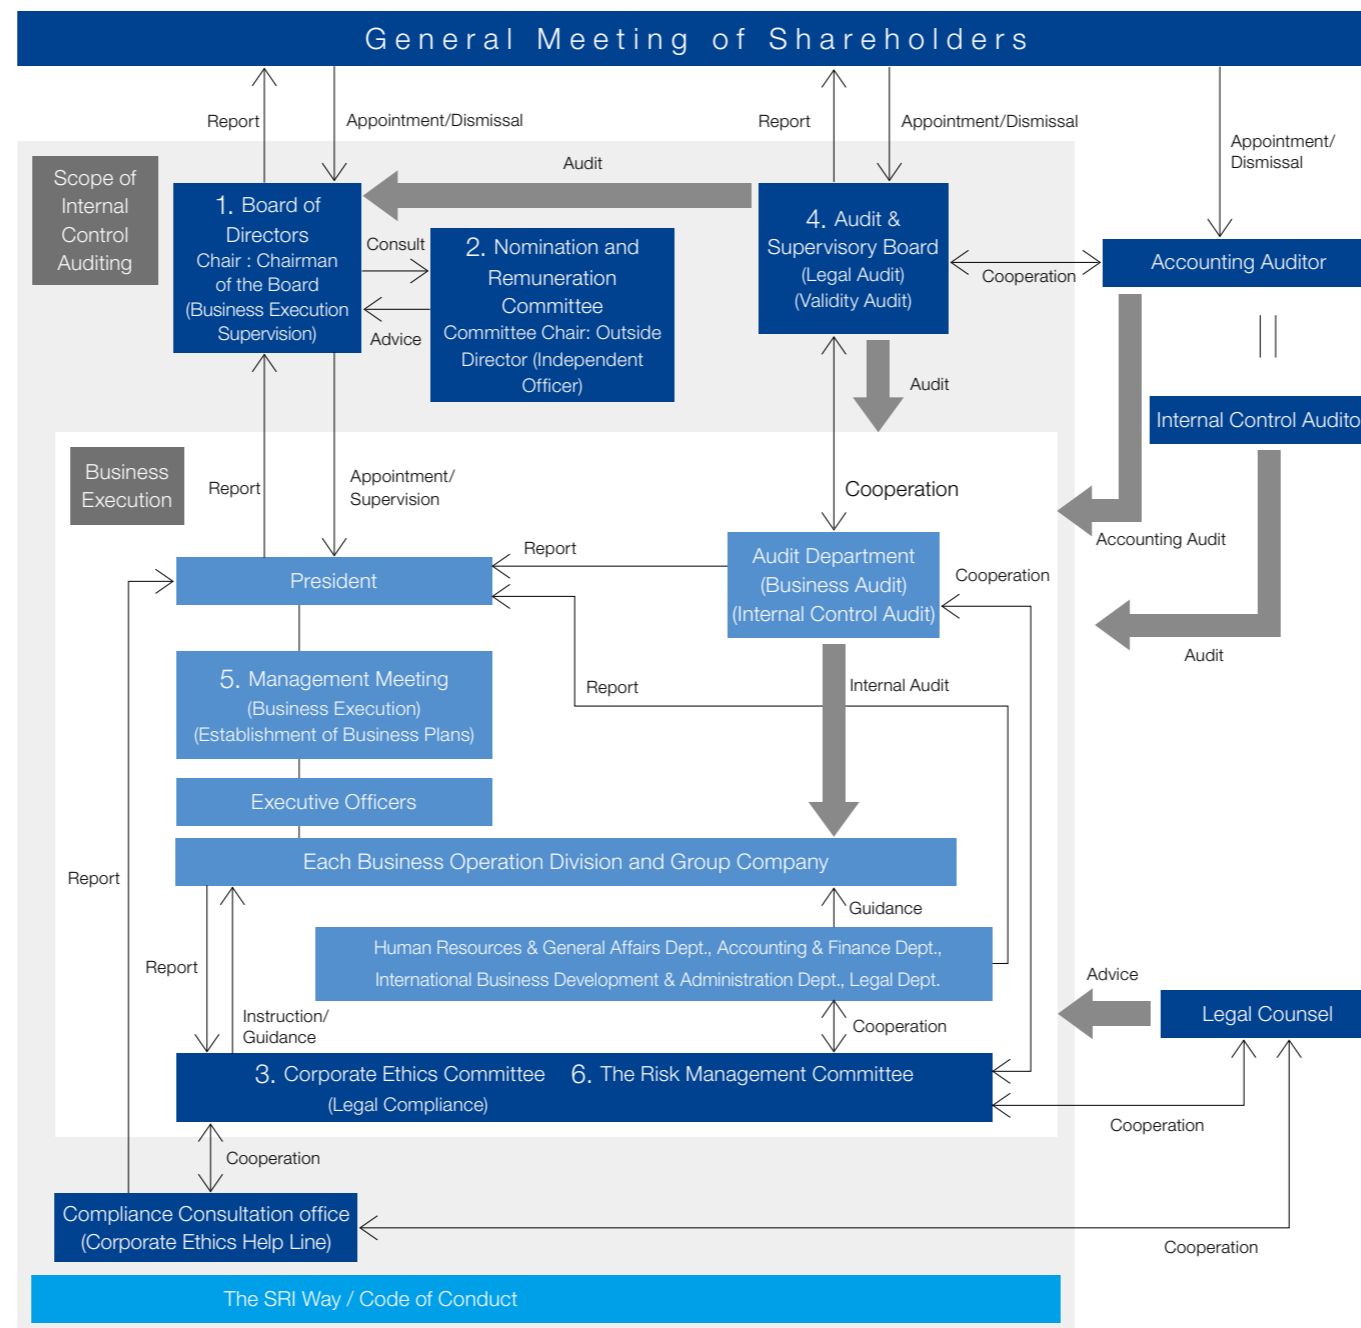 General Meeting of Shareholders
Report
Appointment/Dismissal
Report
Appointment/Dismissal
Appointment/
Dismissal
Scope of
Internal
Control
Auditing
Audit
1. Board of
Directors
Chair : Chairman
of the Board
(Business Execution
Supervision)
Consult
Advice
2. Nomination and
Remuneration
Committee
Committee Chair: Outside
Director (Independent
Officer)
4. Audit &
Supervisory Board
(Legal Audit)
(Validity Audit)
Cooperation
Accounting Auditor
Audit
Internal Control Audito
Business
Execution
Report
Appointment/
Supervision
Cooperation
Accounting Audit
President
Report
Audit Department
(Business Audit)
(Internal Control Audit)
Cooperation
Audit
5. Management Meeting
(Business Execution)
(Establishment of Business Plans)
Report
Internal Audit
Executive Officers
Each Business Operation Division and Group Company
Report
Guidance
Human Resources & General Affairs Dept., Accounting & Finance Dept.,
International Business Development & Administration Dept., Legal Dept.
Report
Instruction/
Guidance
Cooperation
Advice
Legal Counsel
3. Corporate Ethics Committee 6. The Risk Management Committee
(Legal Compliance)
Cooperation
Cooperation
Compliance Consultation office
(Corporate Ethics Help Line)
Cooperation
The SRI Way / Code of Conduct